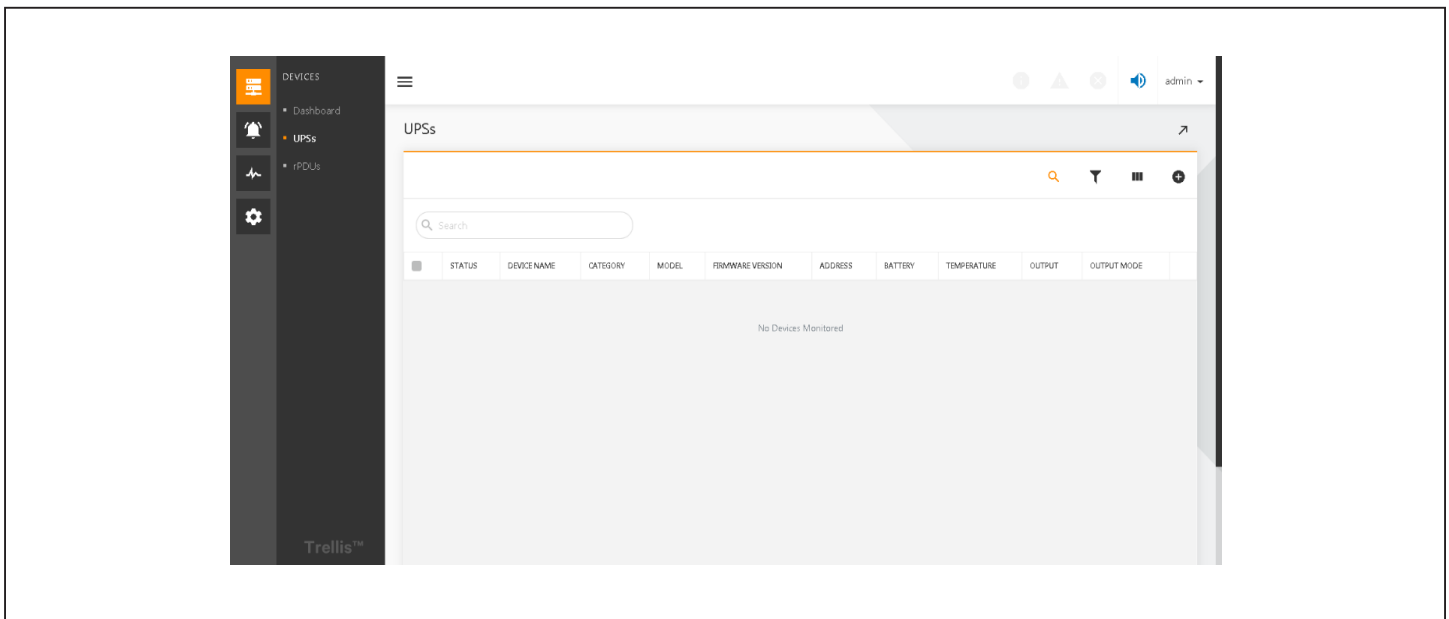 DEVICES
Dashboard
UPSs
rPDUs
Trellis™
admin
UPSs
Search
STATUS DEVICE NAME CATEGORY MODEL FIRMWARE VERSION ADDRESS BATTERY TEMPERATURE OUTPUT OUTPUT MODE
No Devices Monitored